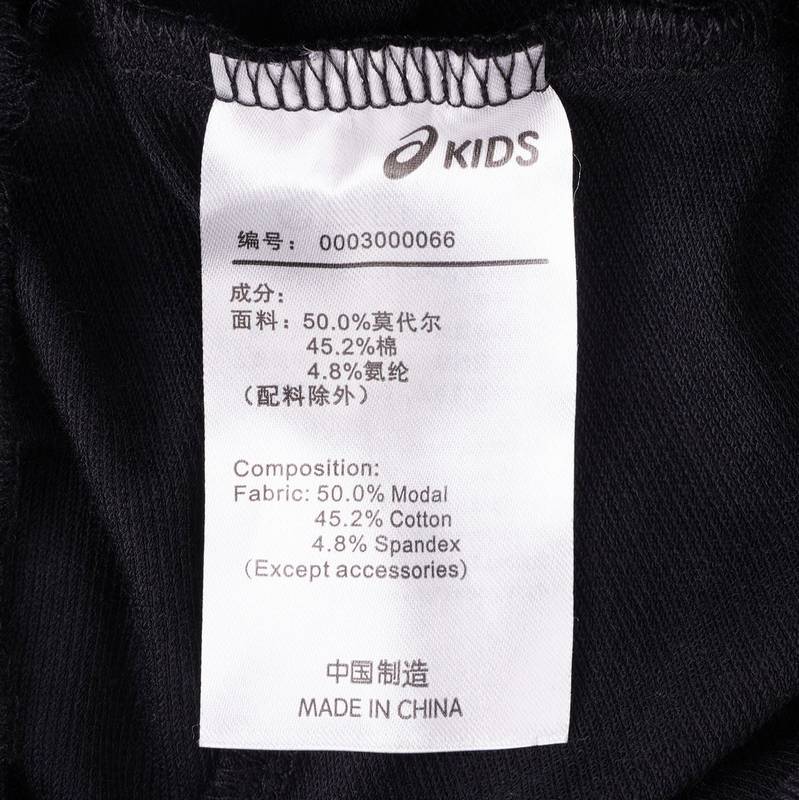 KIDS
编号： 0003000066
成分：
面料：50.0%莫代尔
45.2%棉
4.8%氨纶
（配料除外）
Composition:
Fabric: 50.0% Modal
45.2% Cotton
4.8% Spandex
(Except accessories)
中国制造
MADE IN CHINA